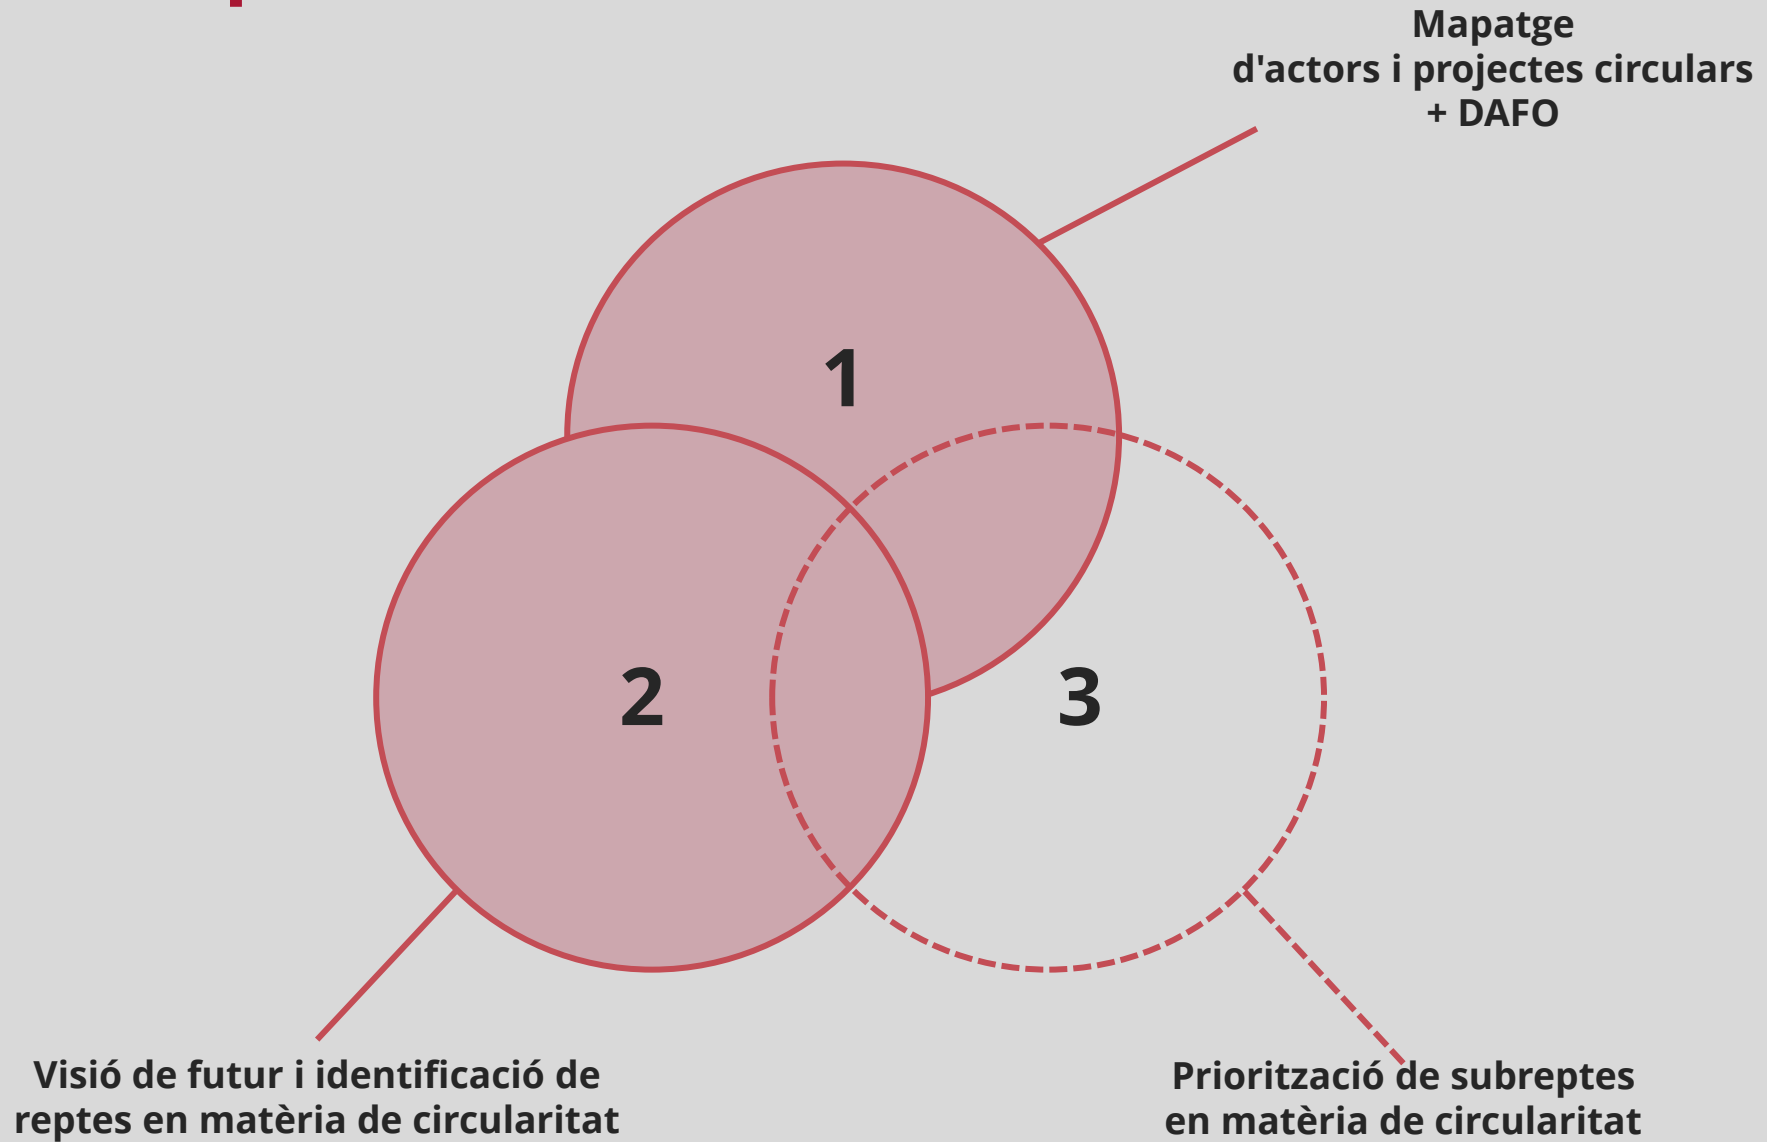 Mapatge
d'actors i projectes circulars
+ DAFO
1
2
3
Visió de futur i identificació de
reptes en matèria de circularitat
Priorització de subreptes
en matèria de circularitat